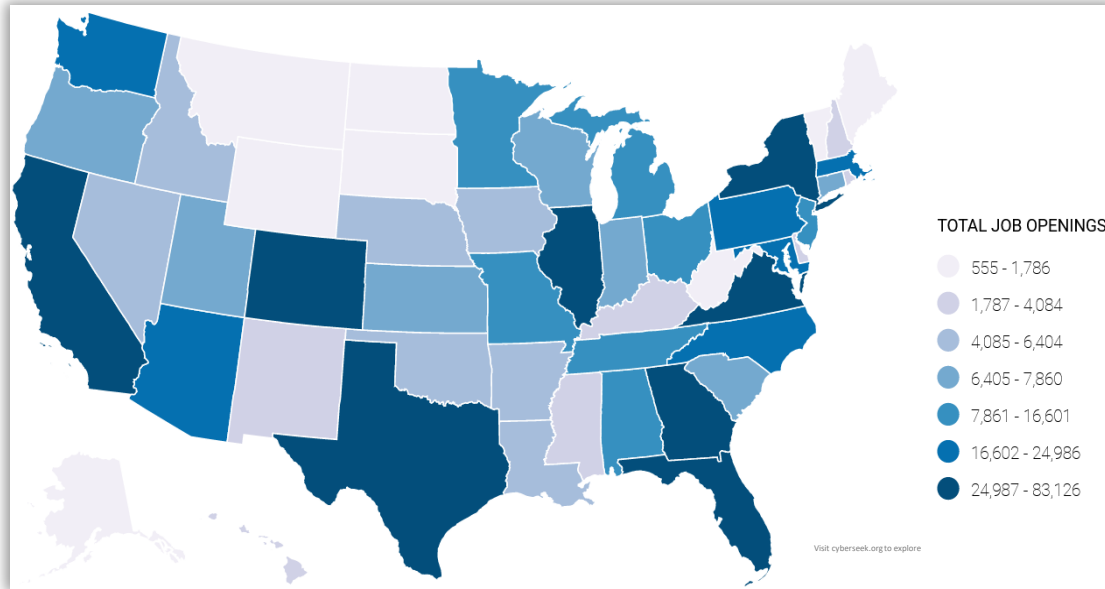 TOTAL JOB OPENINGS
555 - 1,786
1,787 - 4,084
4,085 - 6,404
6,405 - 7,860
7,861 - 16,601
16,602 - 24,986
24,987 - 83,126
Visit cyberseek.org to explore